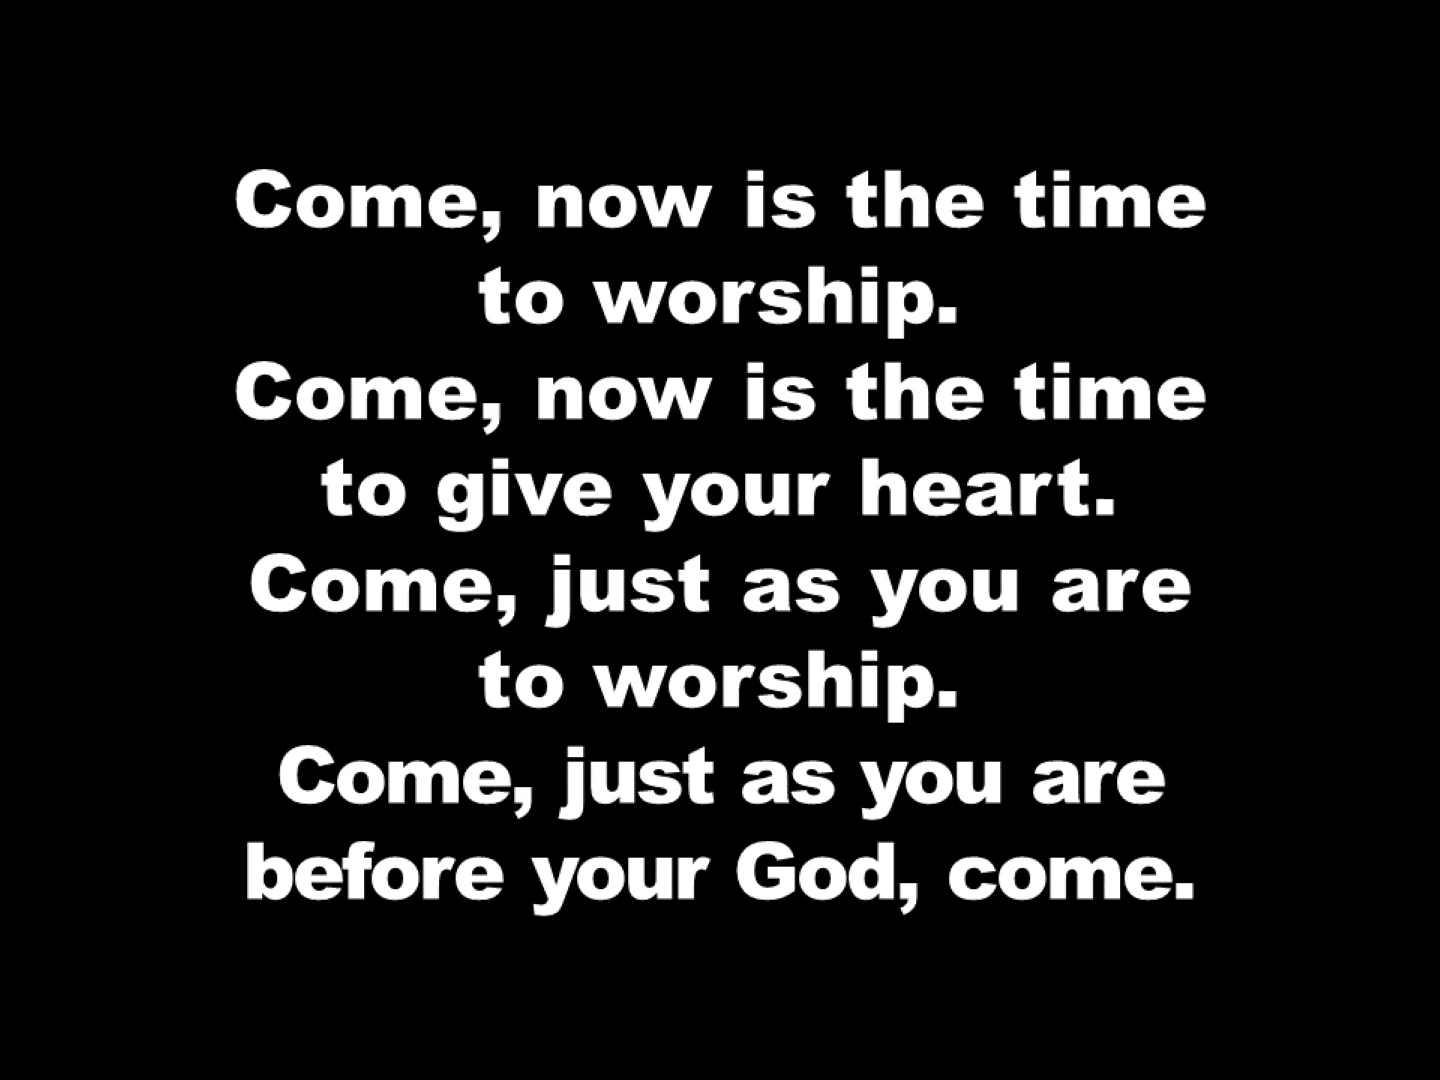 Come, now is the time
to worship.
Come, now is the time
to give your heart.
Come, just as you are
to worship.
Come, just as you are
before your God, come.